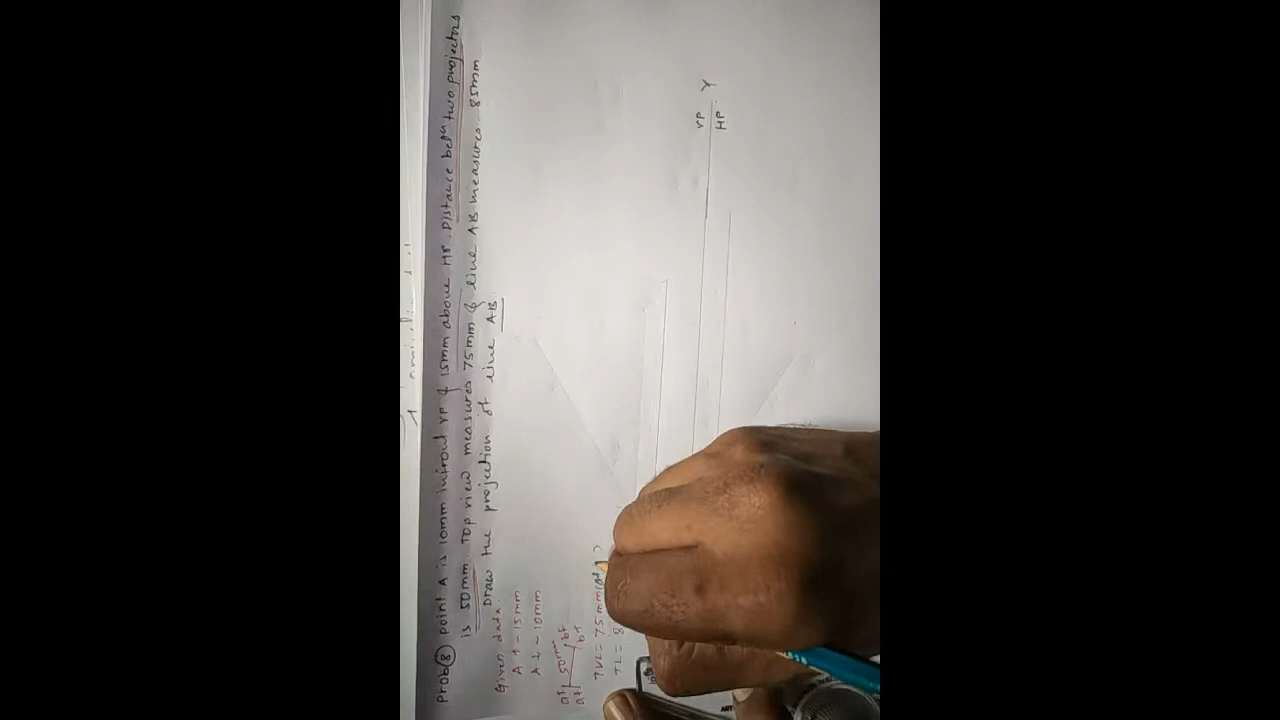 prob ⑧ point A is 10mm infront VP & 15mm above HP. Distance betn two projectors
is 50mm. Top view measures 75mm & line AB measures 85mm
Draw the projection of line AB
Given data.
A ↑ - 15mm
A ↓ - 10mm
50mm
TVL = 75mm
TL = 8
VP Y
HP.